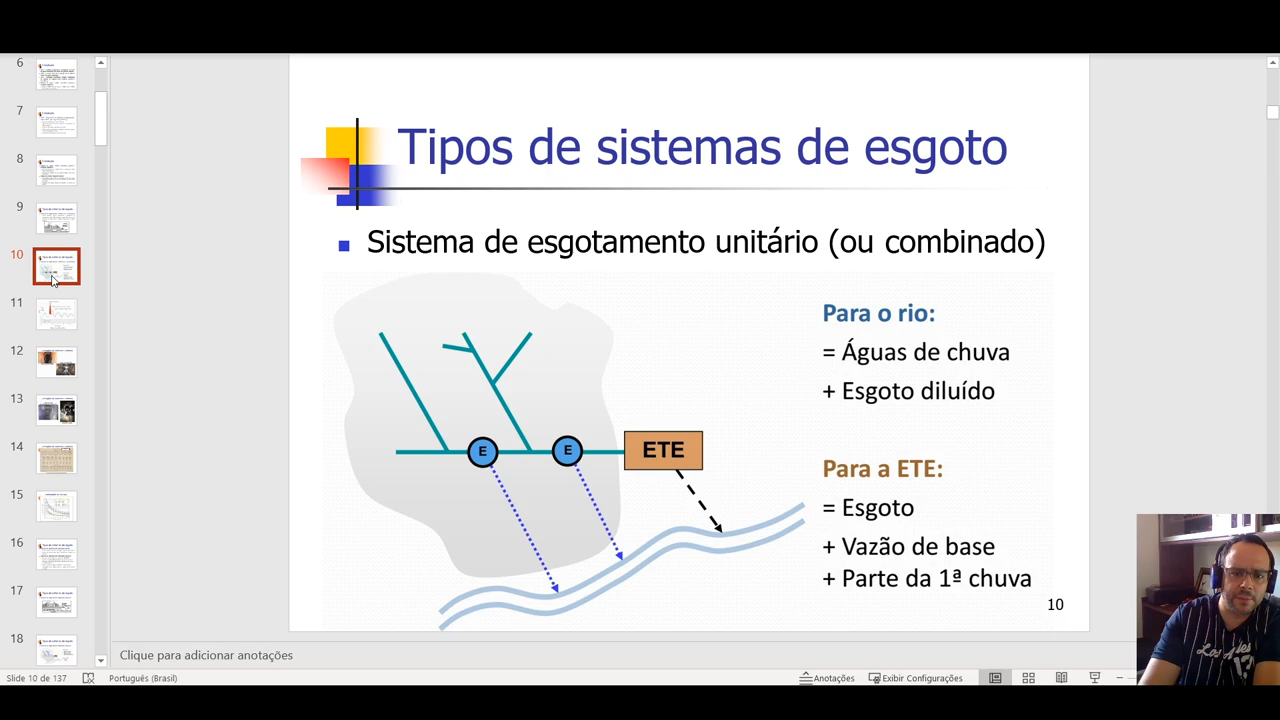 6
7
8
9
10
11
12
13
14
15
16
17
18
Tipos de sistemas de esgoto
Sistema de esgotamento unitário (ou combinado)
Para o rio:
= Águas de chuva
+ Esgoto diluído
E
E
ETE
Para a ETE:
= Esgoto
+ Vazão de base
+ Parte da 1ª chuva
10
Clique para adicionar anotações
Slide 10 de 137
Português (Brasil)
Anotações
Exibir Configurações